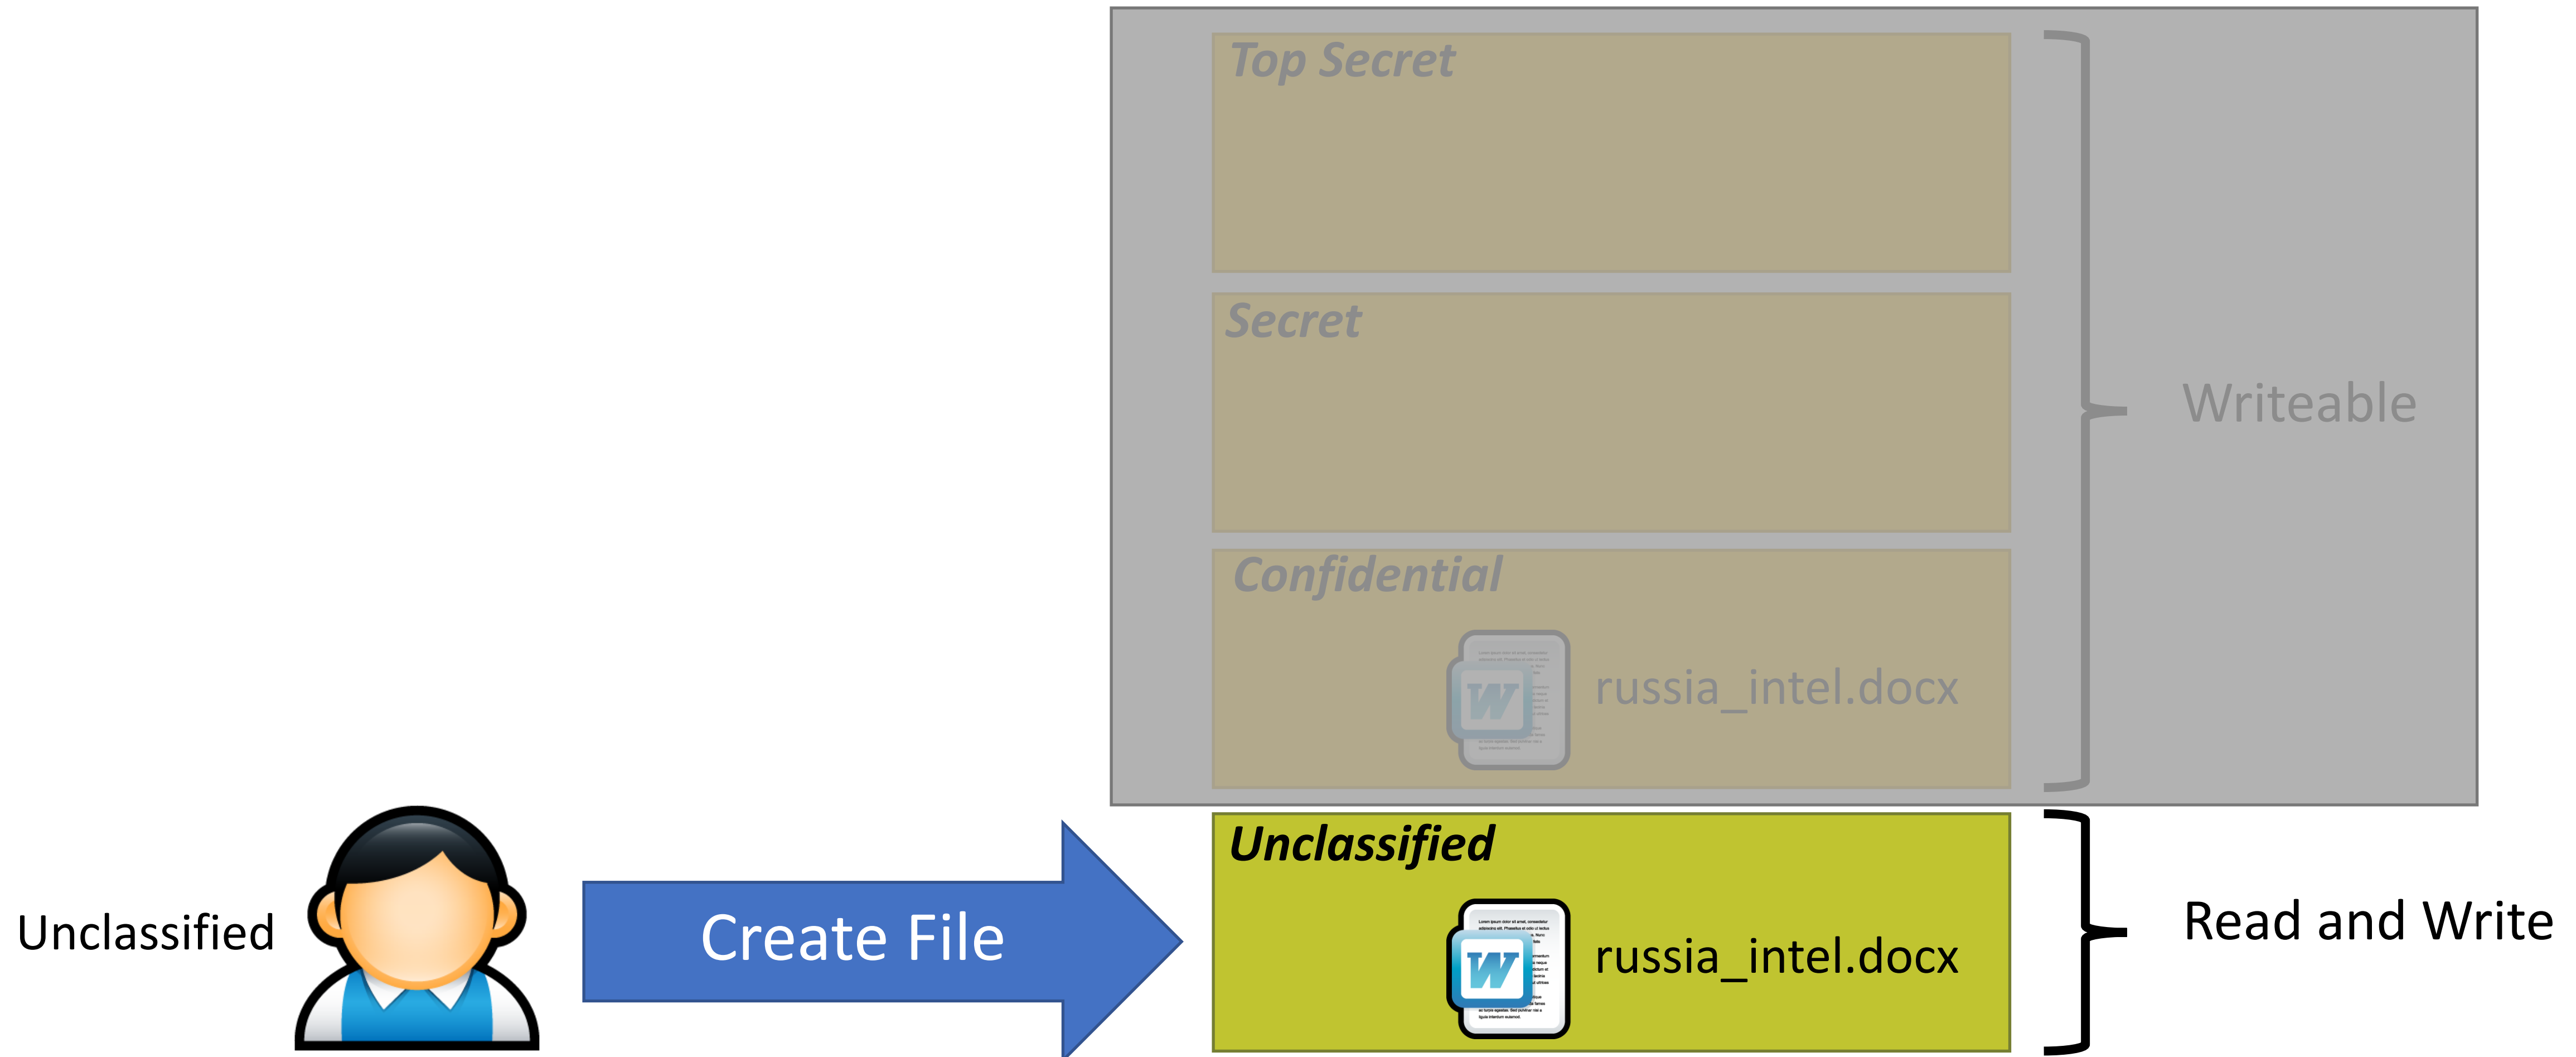 Top Secret
Secret
Writeable
Confidential
russia_intel.docx
Unclassified
Unclassified
Create File
russia_intel.docx
Read and Write